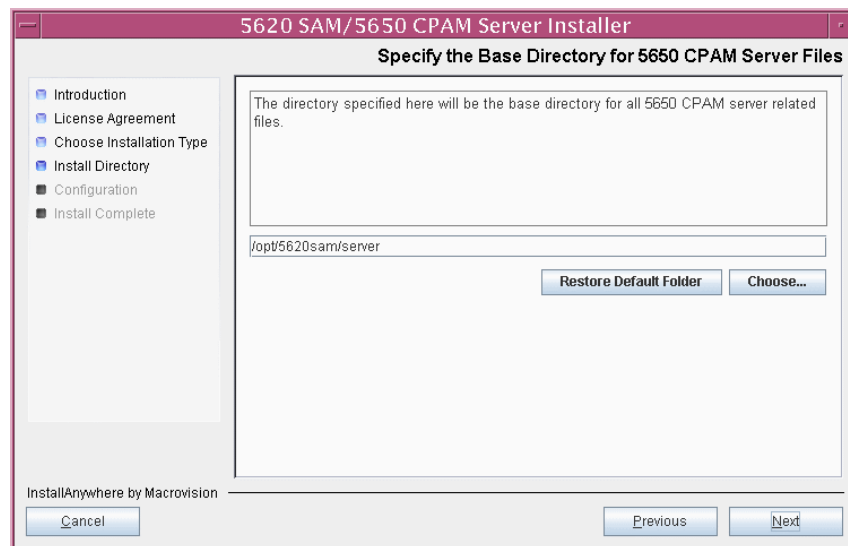 5620 SAM/5650 CPAM Server Installer
Specify the Base Directory for 5650 CPAM Server Files
Introduction
License Agreement
Choose Installation Type
Install Directory
Configuration
Install Complete
The directory specified here will be the base directory for all 5650 CPAM server related
files.
/opt/5620sam/server
Restore Default Folder
Choose...
InstallAnywhere by Macrovision
Cancel
Previous
Next